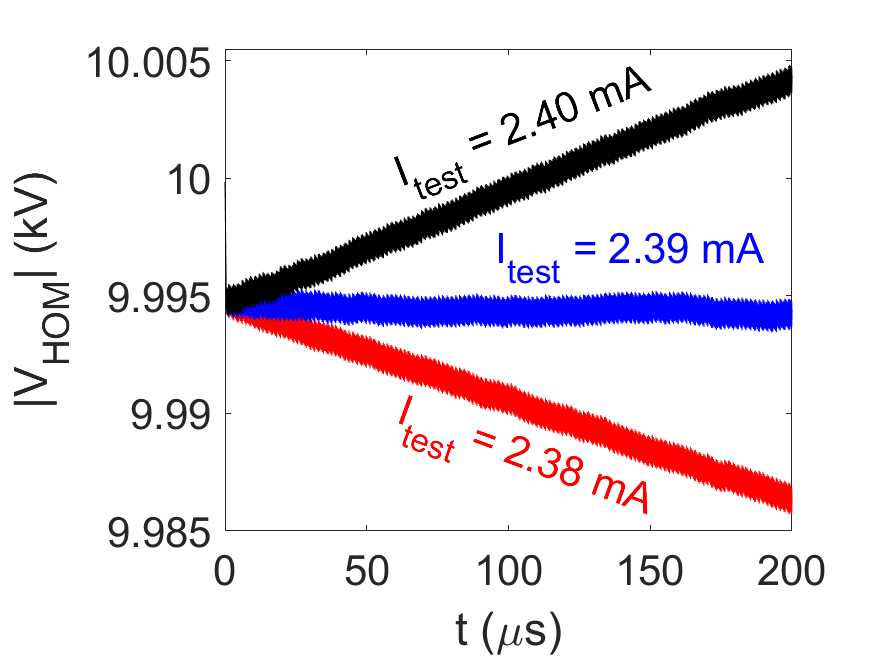 10.005
10
9.995
9.99
9.985
|V_HOM| (kV)
I_test = 2.40 mA
I_test = 2.39 mA
I_test = 2.38 mA
0 50 100 150 200
t (μs)